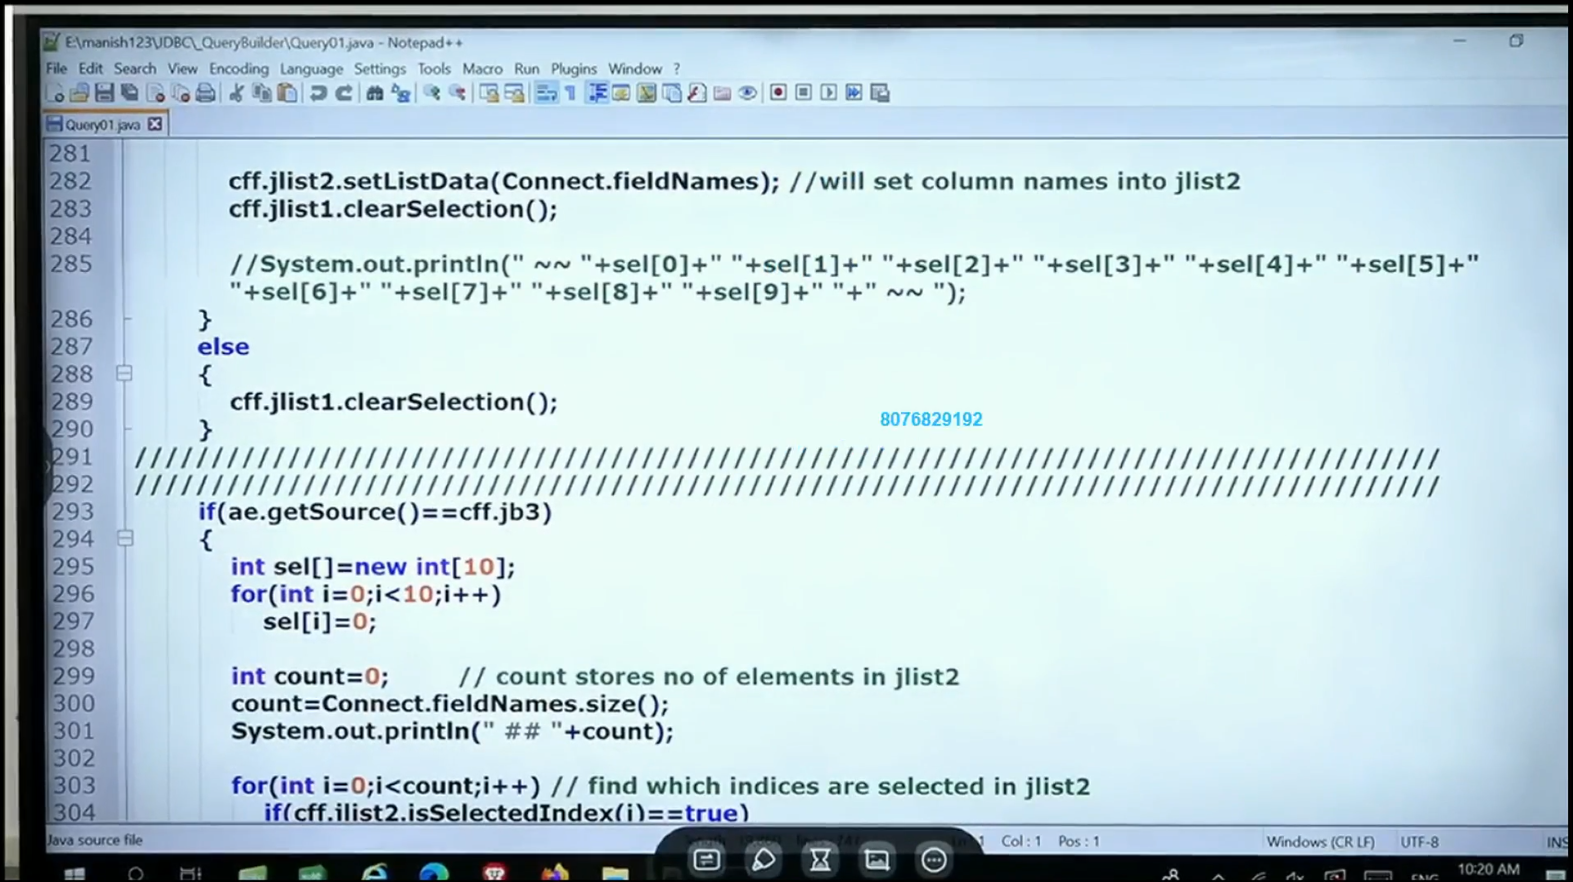 E:\manish123\JDBC\_QueryBuilder\Query01.java - Notepad++
File Edit Search View Encoding Language Settings Tools Macro Run Plugins Window ?
Query01.java
281
282 cff.jlist2.setListData(Connect.fieldNames); //will set column names into jlist2
283 cff.jlist1.clearSelection();
284
285 //System.out.println(" ~~ "+sel[0]+" "+sel[1]+" "+sel[2]+" "+sel[3]+" "+sel[4]+" "+sel[5]+"
"+sel[6]+" "+sel[7]+" "+sel[8]+" "+sel[9]+" "+" ~~ ");
286 }
287 else
288 {
289 cff.jlist1.clearSelection();
8076829192
290 }
291 /////////////////////////////////////////////////////////////////////////////////////
292 /////////////////////////////////////////////////////////////////////////////////////
293 if(ae.getSource()==cff.jb3)
294 {
295 int sel[]=new int[10];
296 for(int i=0;i<10;i++)
297 sel[i]=0;
298
299 int count=0; // count stores no of elements in jlist2
300 count=Connect.fieldNames.size();
301 System.out.println(" ## "+count);
302
303 for(int i=0;i<count;i++) // find which indices are selected in jlist2
304 if(cff.jlist2.isSelectedIndex(i)==true)
Java source file Col : 1 Pos : 1 Windows (CR LF) UTF-8 INS
ENG 10:20 AM